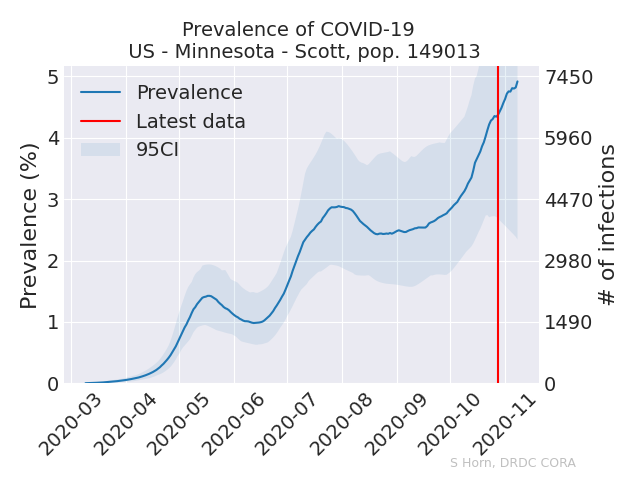 Prevalence of COVID-19
US - Minnesota - Scott, pop. 149013
Prevalence
Latest data
95CI
Prevalence (%)
5
4
3
2
1
0
7450
5960
4470
2980
1490
0
# of infections
2020-03
2020-04
2020-05
2020-06
2020-07
2020-08
2020-09
2020-10
2020-11
S Horn, DRDC CORA